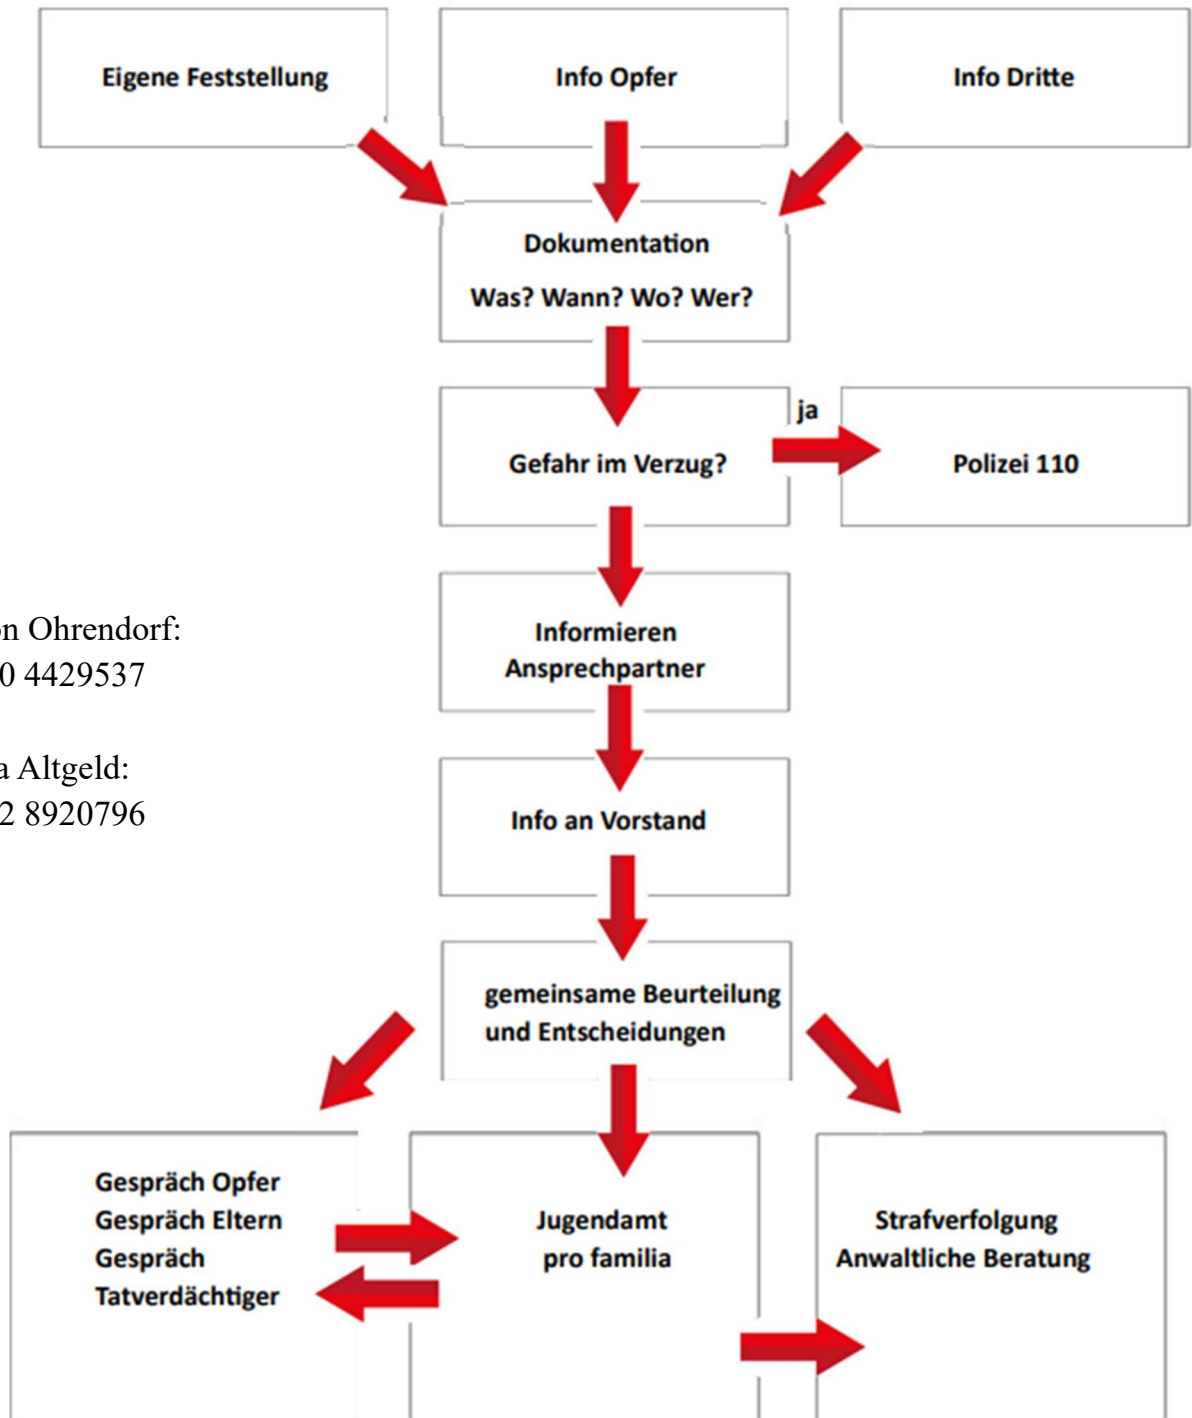 Eigene Feststellung
Info Opfer
Info Dritte
Dokumentation
Was? Wann? Wo? Wer?
ja
Gefahr im Verzug?
Polizei 110
on Ohrendorf:
0 4429537
Informieren
Ansprechpartner
a Altgeld:
2 8920796
Info an Vorstand
gemeinsame Beurteilung
und Entscheidungen
Gespräch Opfer
Gespräch Eltern
Gespräch
Tatverdächtiger
Jugendamt
pro familia
Strafverfolgung
Anwaltliche Beratung